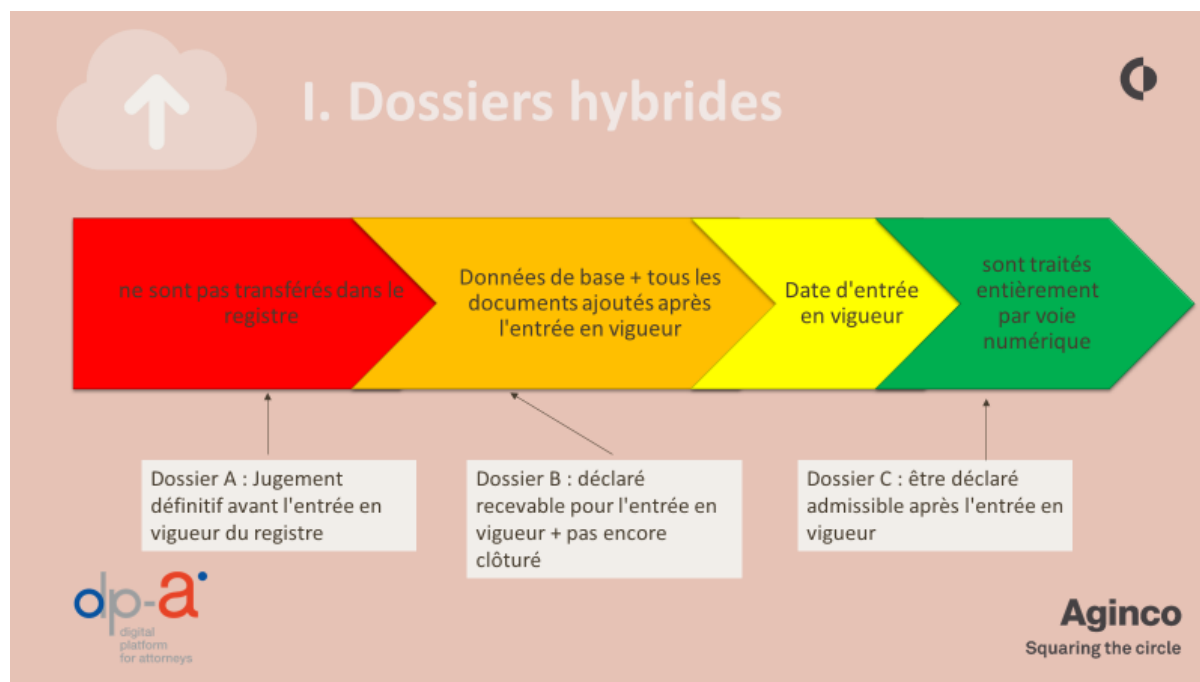 I. Dossiers hybrides
ne sont pas transférés dans le
registre
Données de base + tous les
documents ajoutés après
l'entrée en vigueur
Date d'entrée
en vigueur
sont traités
entièrement
par voie
numérique
Dossier A : Jugement
définitif avant l'entrée en
vigueur du registre
Dossier B : déclaré
recevable pour l'entrée en
vigueur + pas encore
clôturé
Dossier C : être déclaré
admissible après l'entrée en
vigueur
dp-a
digital
platform
for attorneys
Aginco
Squaring the circle